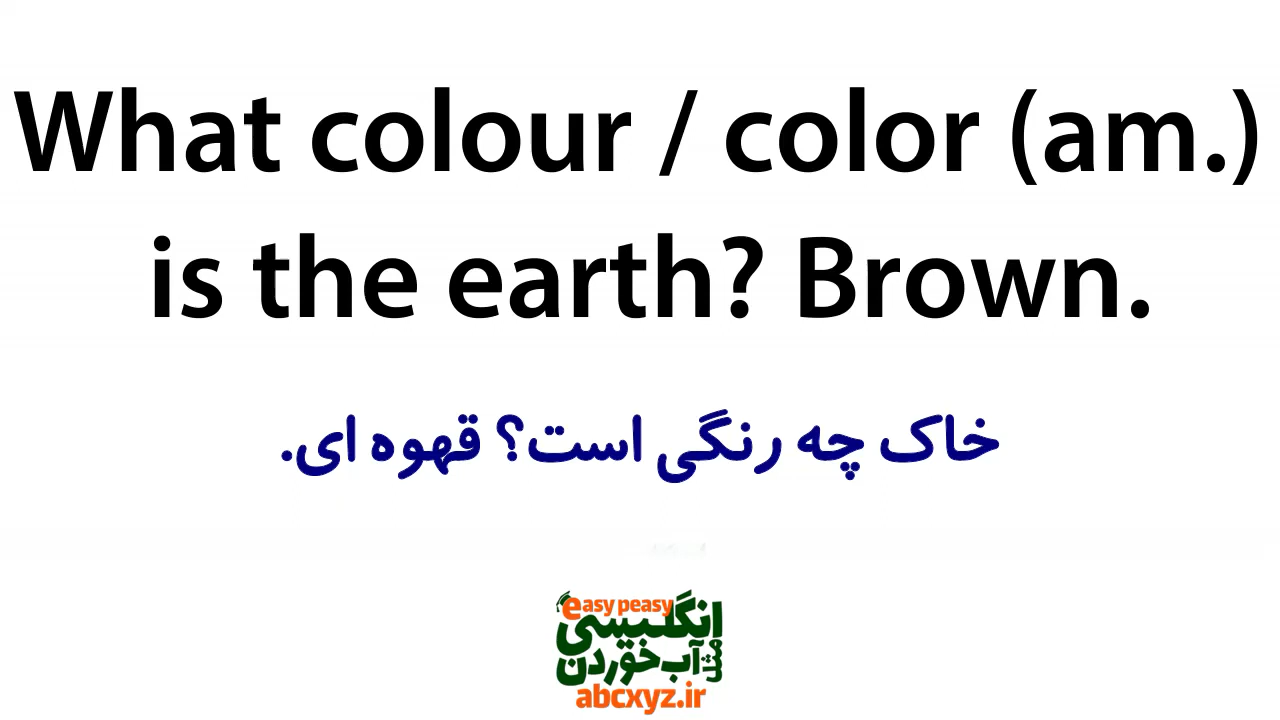 What colour / color (am.)
is the earth? Brown.
خاک چه رنگی است؟ قهوه ای.
easy peasy
انگلیسی
مثل آب خوردن
abcxyz.ir